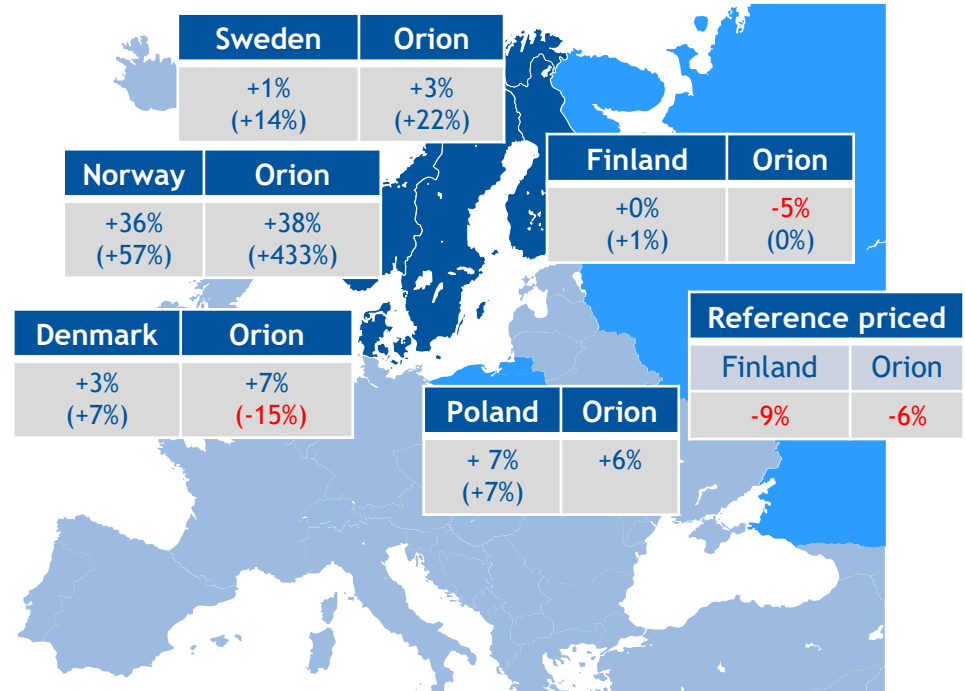 Sweden Orion
+1% +3%
(+14%) (+22%)
Norway Orion
+36% +38%
(+57%) (+433%)
Finland Orion
+0% -5%
(+1%) (0%)
Denmark Orion
+3% +7%
(+7%) (-15%)
Reference priced
Finland Orion
-9% -6%
Poland Orion
+ 7% +6%
(+7%)